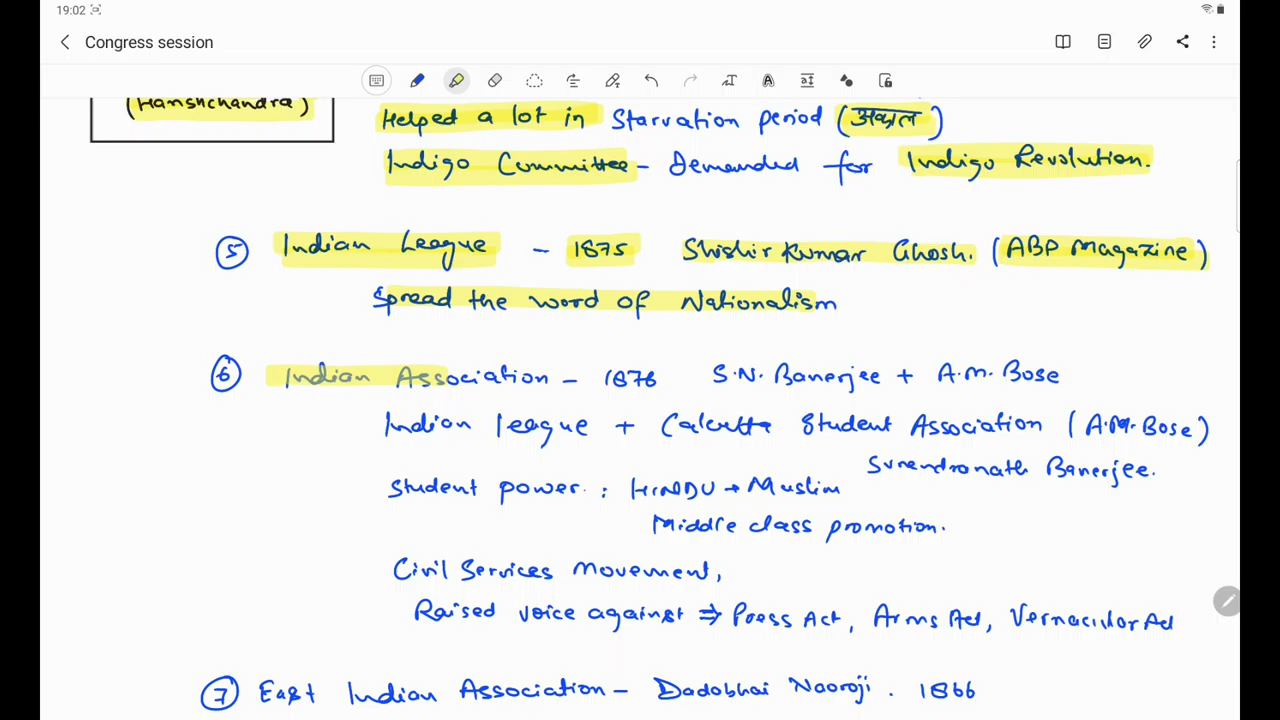 19:02
Congress session
(Harishchandra)
Helped a lot in Starvation period (अकाल)
Indigo Committee - Demanded for Indigo Revolution.
5 Indian League - 1875 Shishir Kumar Ghosh. (ABP Magazine)
Spread the word of Nationalism
6 Indian Association - 1876 S.N. Banerjee + A.M. Bose
Indian league + Calcutta Student Association (A.M. Bose)
Surendronath Banerjee.
Student power : HINDU + Muslim
Middle class promotion.
Civil Services movement,
Raised voice against ⇒ Press Act, Arms Act, Vernacular Act
7 East Indian Association - Dadabhai Naoroji. 1866